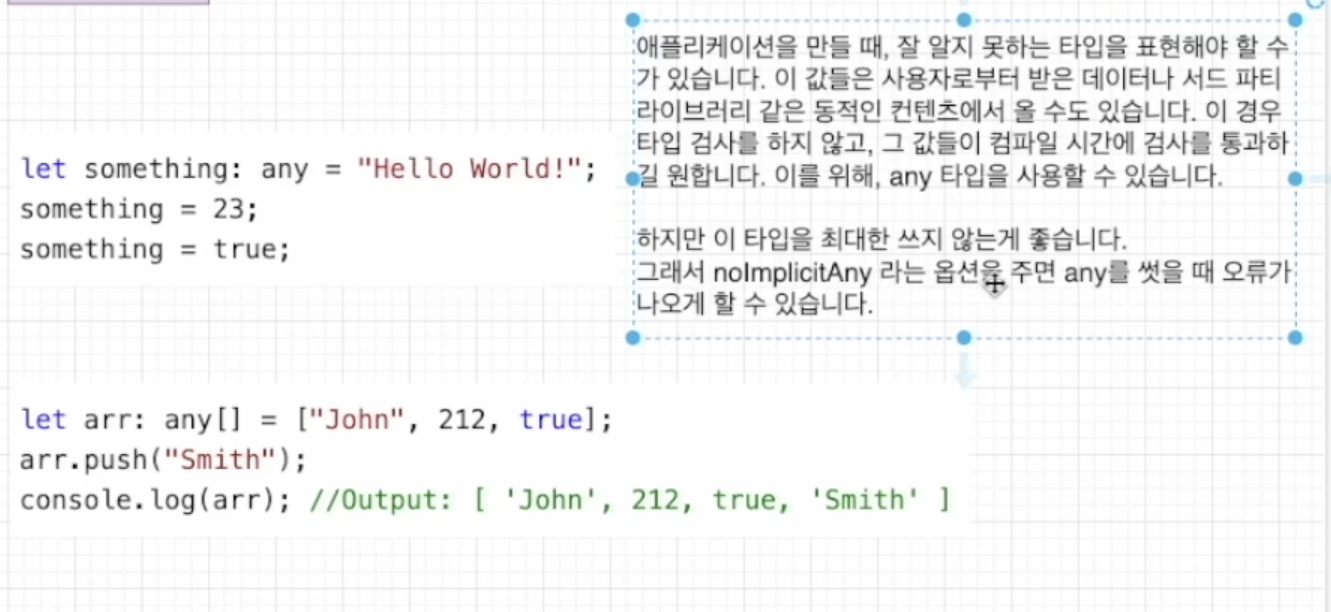 let something: any = "Hello World!";
something = 23;
something = true;
애플리케이션을 만들 때, 잘 알지 못하는 타입을 표현해야 할 수
가 있습니다. 이 값들은 사용자로부터 받은 데이터나 서드 파티
라이브러리 같은 동적인 컨텐츠에서 올 수도 있습니다. 이 경우
타입 검사를 하지 않고, 그 값들이 컴파일 시간에 검사를 통과하
길 원합니다. 이를 위해, any 타입을 사용할 수 있습니다.
하지만 이 타입을 최대한 쓰지 않는게 좋습니다.
그래서 noImplicitAny 라는 옵션을 주면 any를 썻을 때 오류가
나오게 할 수 있습니다.
let arr: any[] = ["John", 212, true];
arr.push("Smith");
console.log(arr); //Output: [ 'John', 212, true, 'Smith' ]